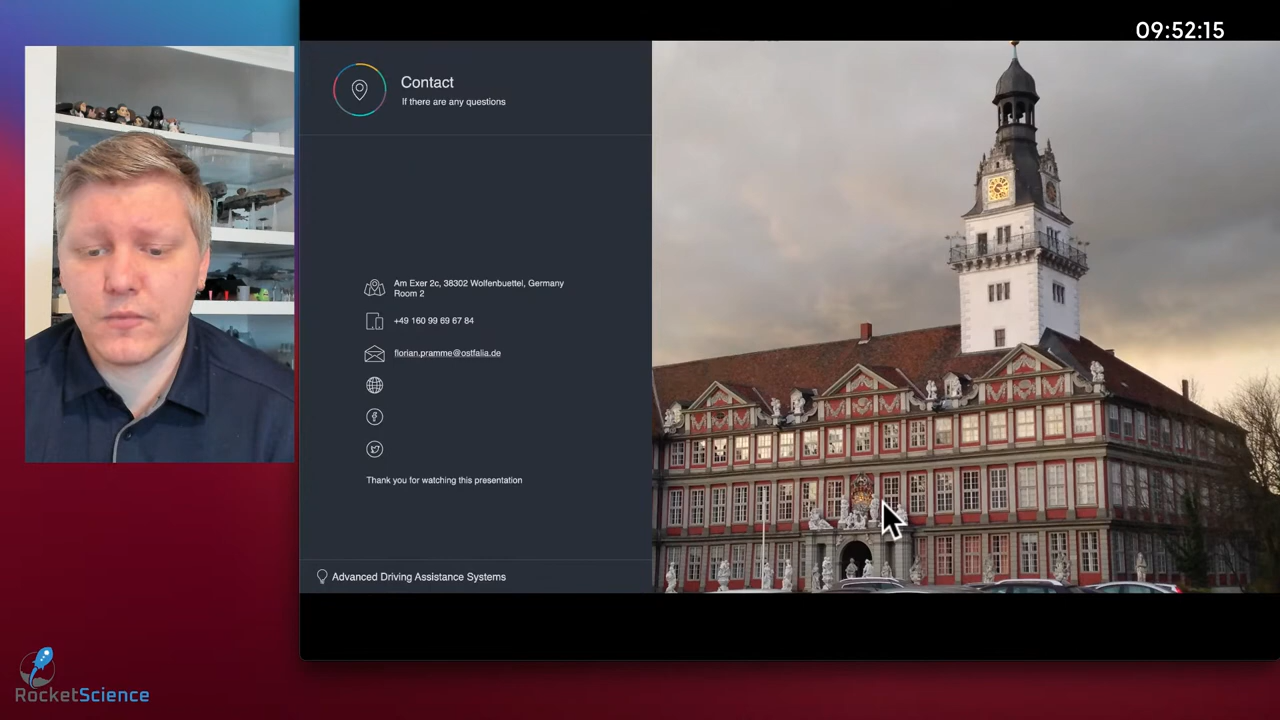 09:52:15
Contact
If there are any questions
Am Exer 2c, 38302 Wolfenbuettel, Germany
Room 2
+49 160 99 69 67 84
florian.pramme@ostfalia.de
Thank you for watching this presentation
Advanced Driving Assistance Systems
RocketScience